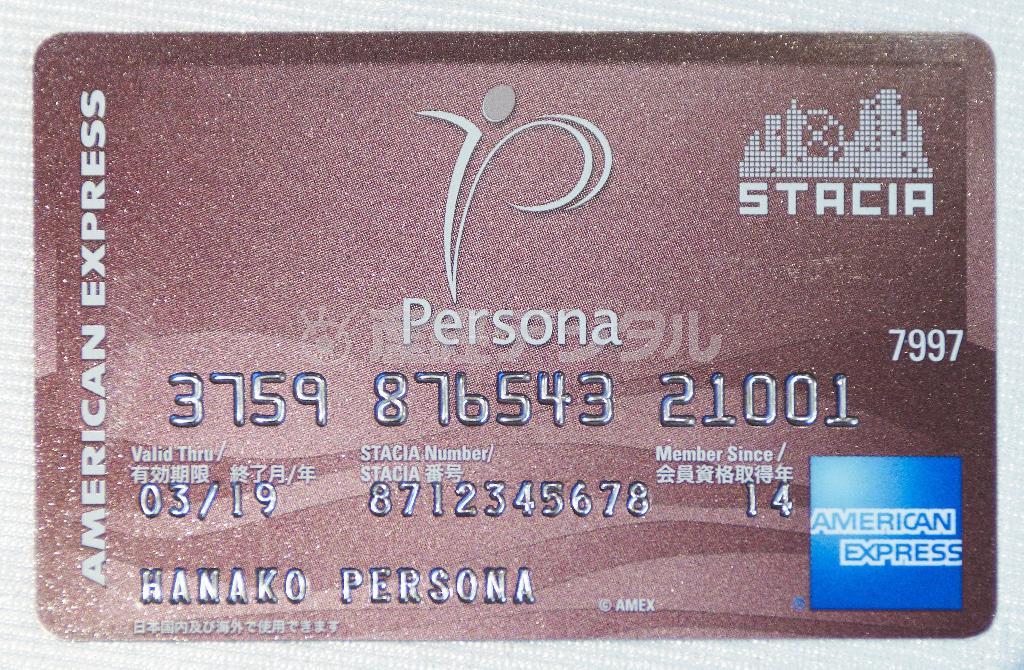 AMERICAN EXPRESS
STACIA
Persona
7997
3759 876543 21001
Valid Thru/ STACIA Number/ Member Since/
有効期限 終了月/年 STACIA 番号 会員資格取得年
03/19 8712345678 14
AMERICAN
EXPRESS
HANAKO PERSONA
© AMEX ®
日本国内及び海外で使用できます